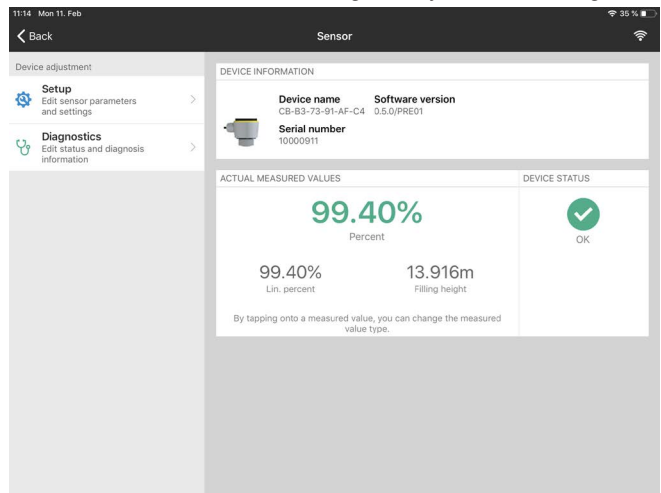 11:14 Mon 11. Feb
35 %
Back
Sensor
Device adjustment
Setup
Edit sensor parameters
and settings
Diagnostics
Edit status and diagnosis
information
DEVICE INFORMATION
Device name
CB-B3-73-91-AF-C4
Software version
0.5.0/PRE01
Serial number
10000911
ACTUAL MEASURED VALUES
99.40%
Percent
99.40%
Lin. percent
13.916m
Filling height
By tapping onto a measured value, you can change the measured
value type.
DEVICE STATUS
OK